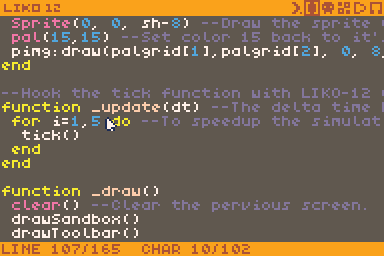 LIKO12
Sprite(0, 0, sh-8) --Draw the sprite
pal(15,15) --Set color 15 back to it's
pimg:draw(palgrid[1],palgrid[2], 0, 8,
end
--Hook the tick function with LIKO-12
function _update(dt) --The delta time
for i=1,5 do --To speedup the simulat
tick()
end
end
function _draw()
clear() --Clear the pervious screen.
drawSandbox()
drawToolbar()
LINE 107/165 CHAR 10/102